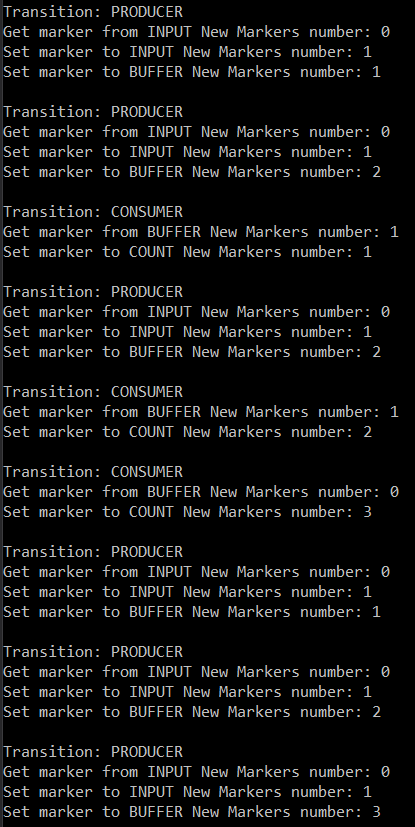 Transition: PRODUCER
Get marker from INPUT New Markers number: 0
Set marker to INPUT New Markers number: 1
Set marker to BUFFER New Markers number: 1

Transition: PRODUCER
Get marker from INPUT New Markers number: 0
Set marker to INPUT New Markers number: 1
Set marker to BUFFER New Markers number: 2

Transition: CONSUMER
Get marker from BUFFER New Markers number: 1
Set marker to COUNT New Markers number: 1

Transition: PRODUCER
Get marker from INPUT New Markers number: 0
Set marker to INPUT New Markers number: 1
Set marker to BUFFER New Markers number: 2

Transition: CONSUMER
Get marker from BUFFER New Markers number: 1
Set marker to COUNT New Markers number: 2

Transition: CONSUMER
Get marker from BUFFER New Markers number: 0
Set marker to COUNT New Markers number: 3

Transition: PRODUCER
Get marker from INPUT New Markers number: 0
Set marker to INPUT New Markers number: 1
Set marker to BUFFER New Markers number: 1

Transition: PRODUCER
Get marker from INPUT New Markers number: 0
Set marker to INPUT New Markers number: 1
Set marker to BUFFER New Markers number: 2

Transition: PRODUCER
Get marker from INPUT New Markers number: 0
Set marker to INPUT New Markers number: 1
Set marker to BUFFER New Markers number: 3